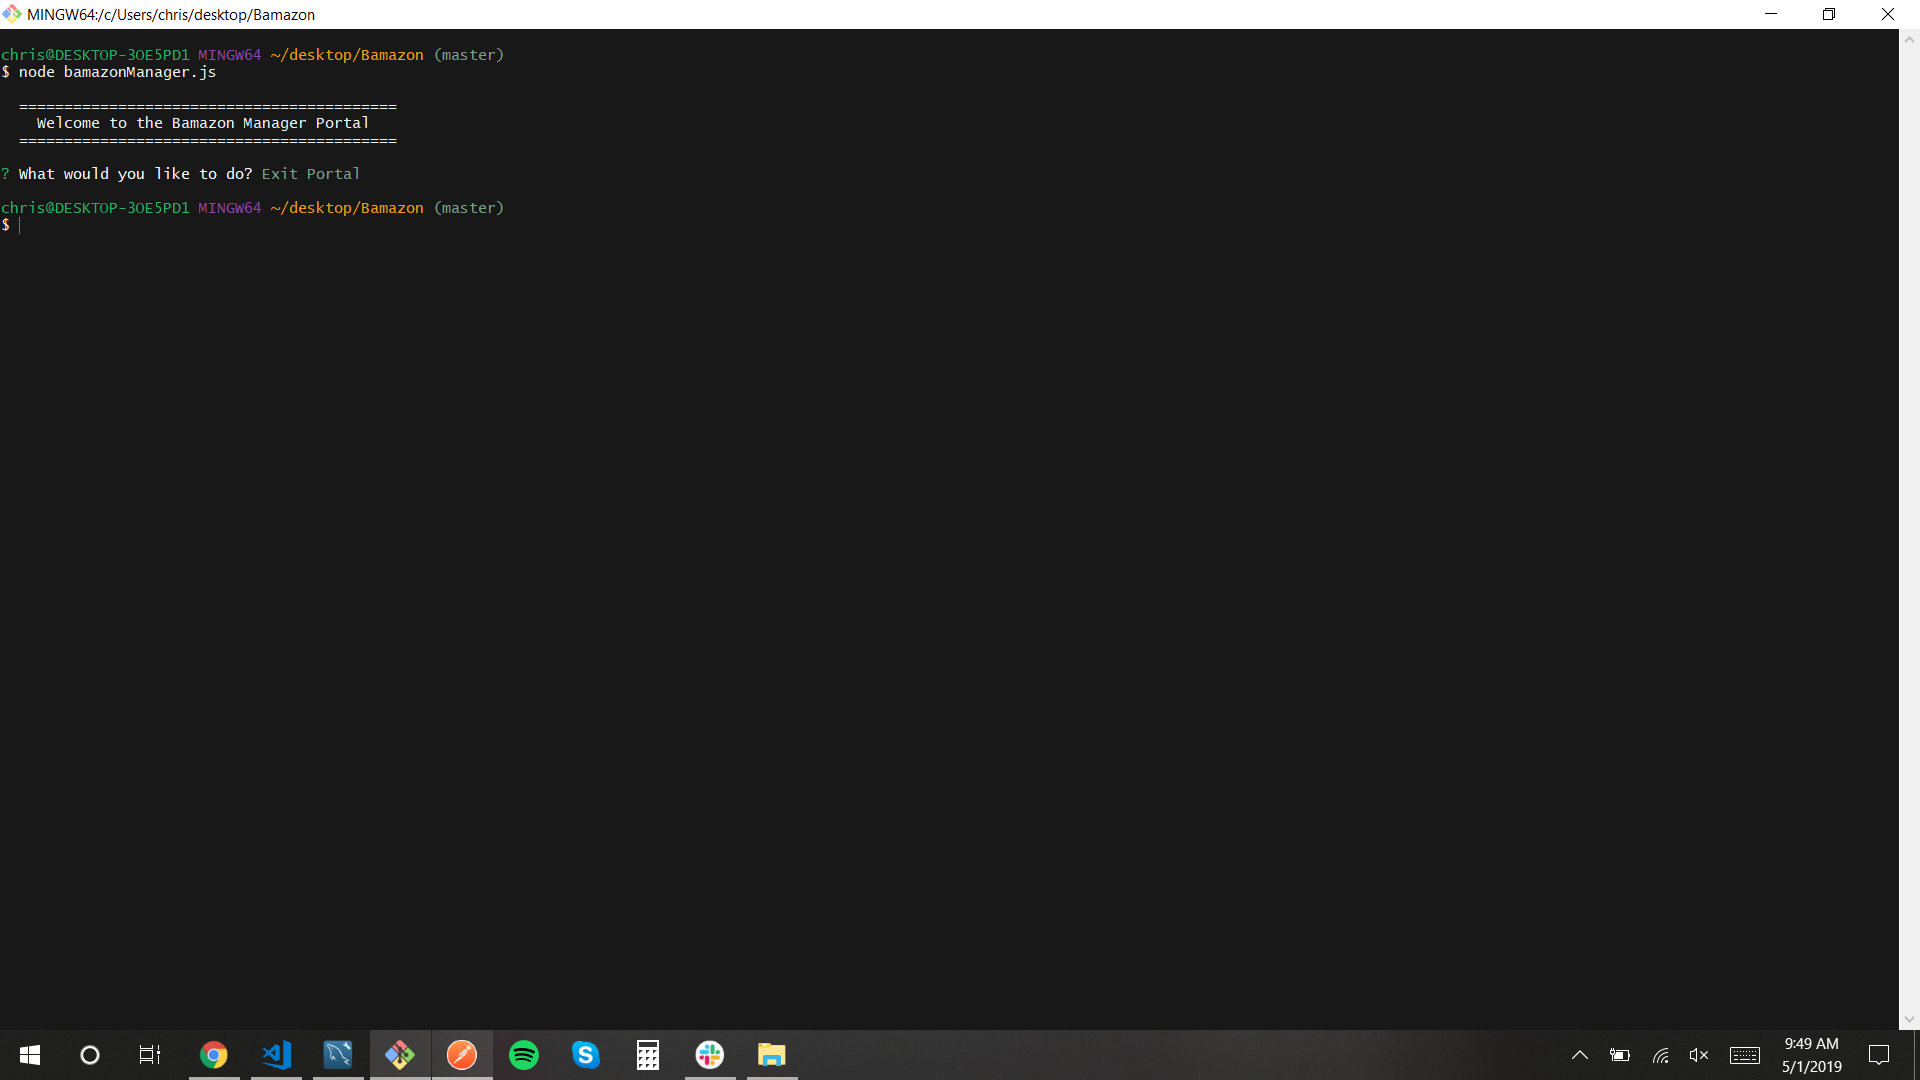 MINGW64:/c/Users/chris/desktop/Bamazon
chris@DESKTOP-3OE5PD1 MINGW64 ~/desktop/Bamazon (master)
$ node bamazonManager.js
==========================================
Welcome to the Bamazon Manager Portal
==========================================
? What would you like to do? Exit Portal
chris@DESKTOP-3OE5PD1 MINGW64 ~/desktop/Bamazon (master)
$
9:49 AM
5/1/2019